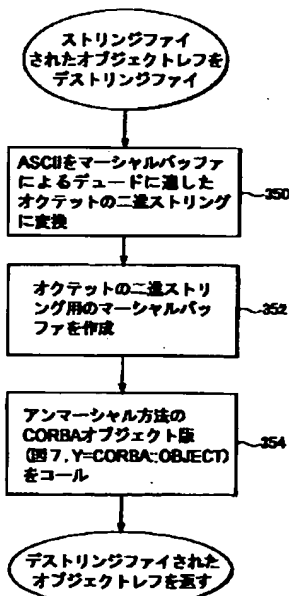 ストリングファイ
されたオブジェクトレフを
デストリングファイ
ASCIIをマーシャルバッファ
によるデュードに適した
オクテットの二進ストリング
に変換
350
オクテットの二進ストリ
ング用のマーシャルバッ
ファを作成
352
アンマーシャル方法の
CORBAオブジェクト版
(図7,Y=CORBA::OBJECT)
をコール
354
デストリングファイされた
オブジェクトレフを返す